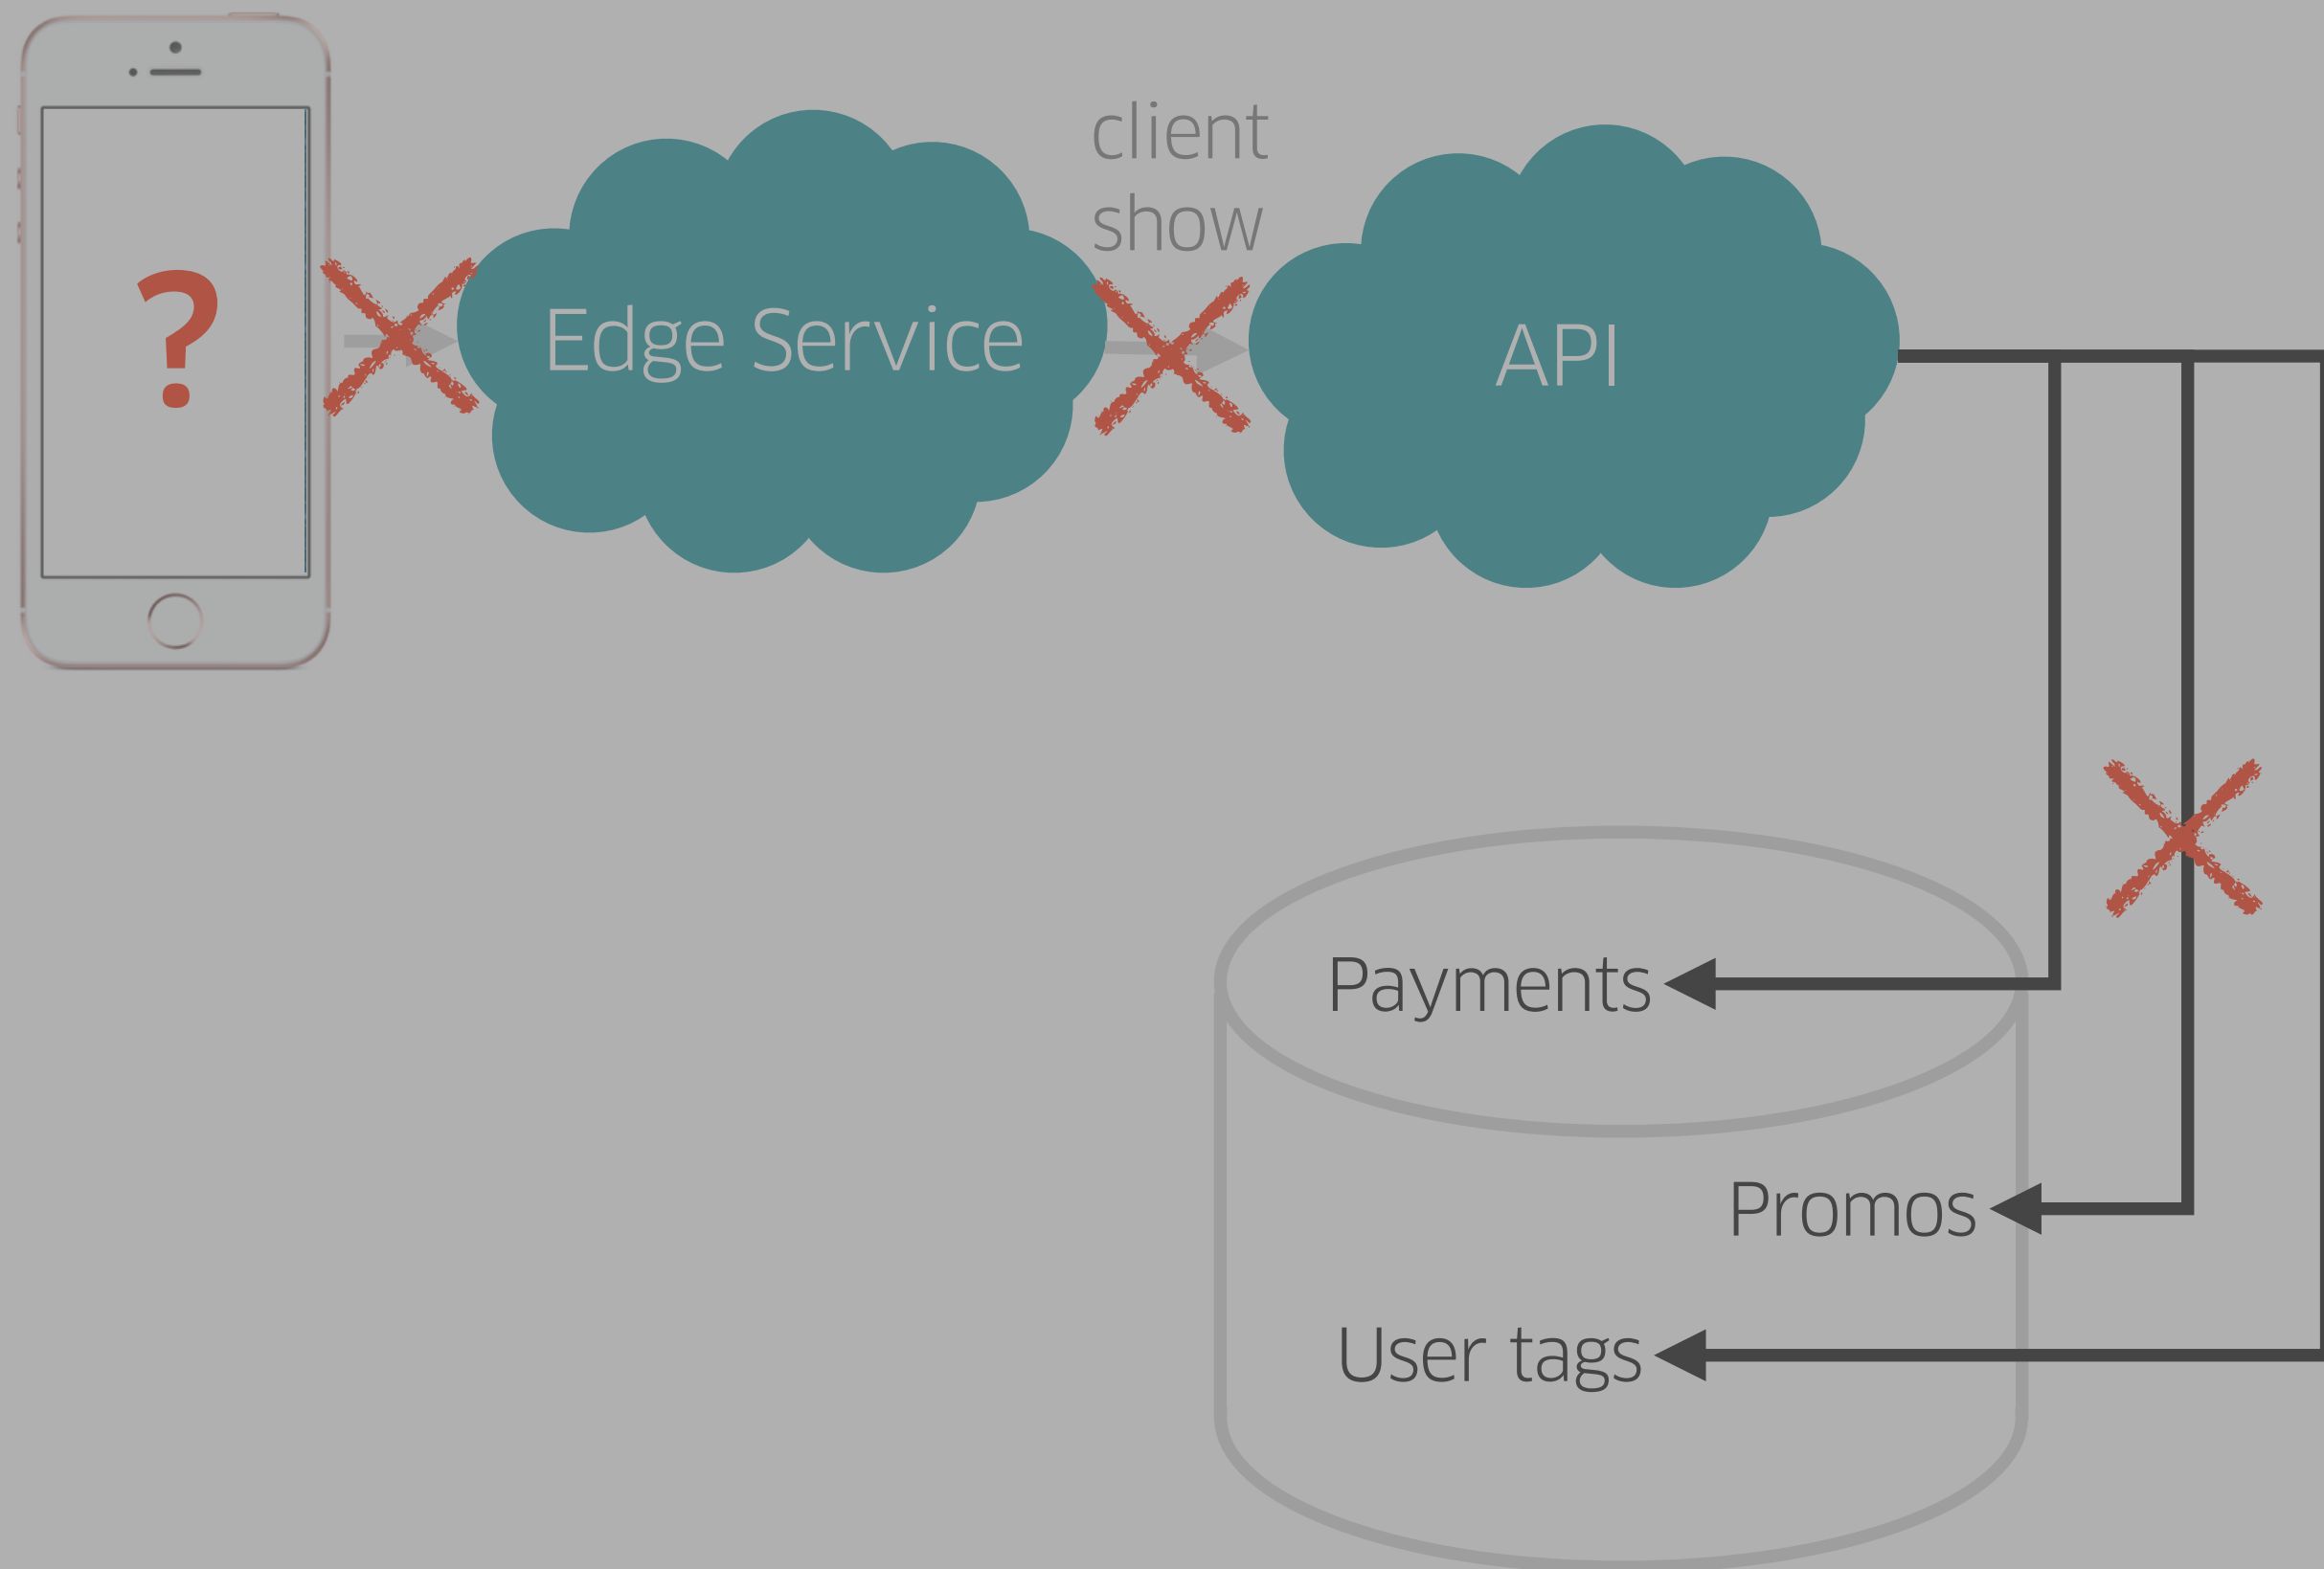 client
show
?
Edge Service
API
Payments
Promos
User tags